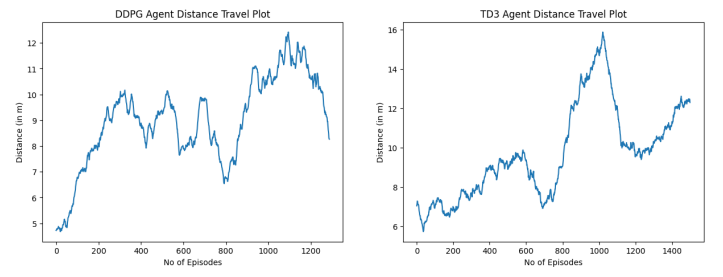 DDPG Agent Distance Travel Plot
Distance (in m)
12
11
10
9
8
7
6
5
0 200 400 600 800 1000 1200
No of Episodes
TD3 Agent Distance Travel Plot
Distance (in m)
16
14
12
10
8
6
0 200 400 600 800 1000 1200 1400
No of Episodes